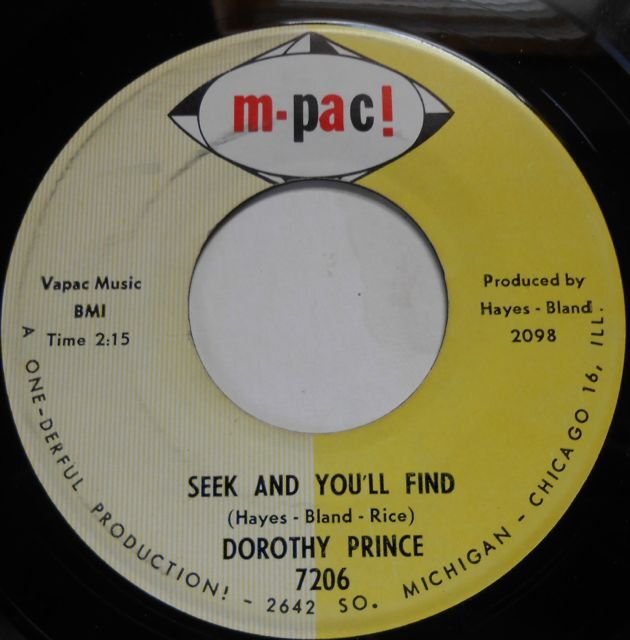 m-pac!
Vapac Music
BMI
Time 2:15
Produced by
Hayes - Bland
2098
SEEK AND YOU'LL FIND
(Hayes - Bland - Rice)
DOROTHY PRINCE
7206
A ONE-DERFUL PRODUCTION! - 2642 SO. MICHIGAN - CHICAGO 16, ILL.